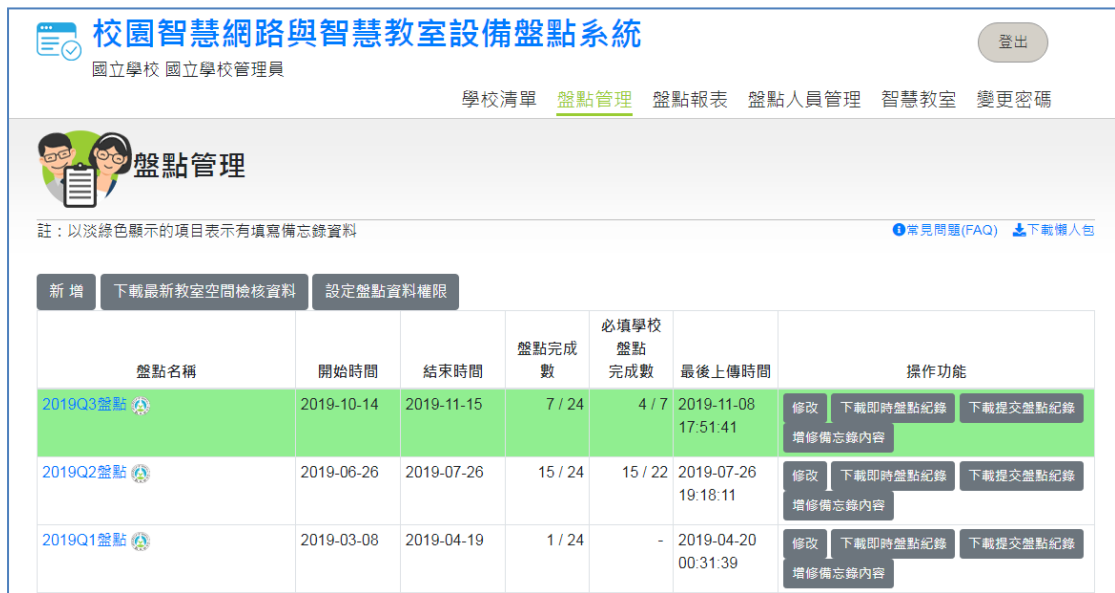 校園智慧網路與智慧教室設備盤點系統
登出
國立學校 國立學校管理員
學校清單 盤點管理 盤點報表 盤點人員管理 智慧教室 變更密碼
盤點管理
註：以淡綠色顯示的項目表示有填寫備忘錄資料 常見問題(FAQ) 下載懶人包
新 增 下載最新教室空間檢核資料 設定盤點資料權限
盤點名稱 開始時間 結束時間 盤點完成數 必填學校盤點完成數 最後上傳時間 操作功能
2019Q3盤點 2019-10-14 2019-11-15 7 / 24 4 / 7 2019-11-08 修改 下載即時盤點紀錄 下載提交盤點紀錄
17:51:41 增修備忘錄內容
2019Q2盤點 2019-06-26 2019-07-26 15 / 24 15 / 22 2019-07-26 修改 下載即時盤點紀錄 下載提交盤點紀錄
19:18:11 增修備忘錄內容
2019Q1盤點 2019-03-08 2019-04-19 1 / 24 - 2019-04-20 修改 下載即時盤點紀錄 下載提交盤點紀錄
00:31:39 增修備忘錄內容